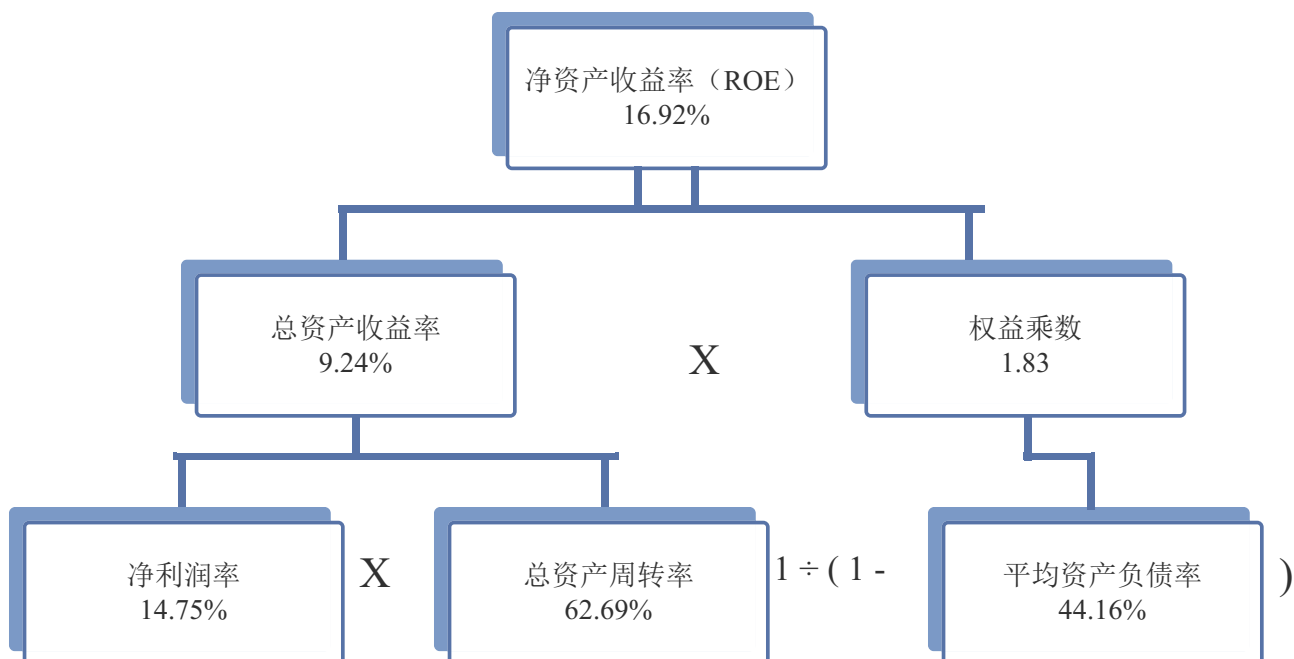 净资产收益率（ROE）
16.92%
总资产收益率
9.24%
X
权益乘数
1.83
净利润率
14.75%
X
总资产周转率
62.69%
1 ÷ ( 1 -
平均资产负债率
44.16%
)